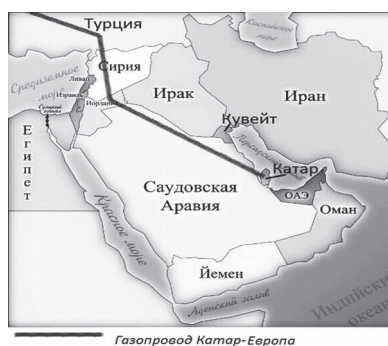 Турция
Каспийское
море
Средиземное
море
Сирия
Ливан
Израиль
Иордания
Ирак
Иран
Кувейт
Египет
Катар
ОАЭ
Саудовская
Аравия
Оман
Красное море
Йемен
Аденский залив
Индийский
океан
Газопровод Катар-Европа